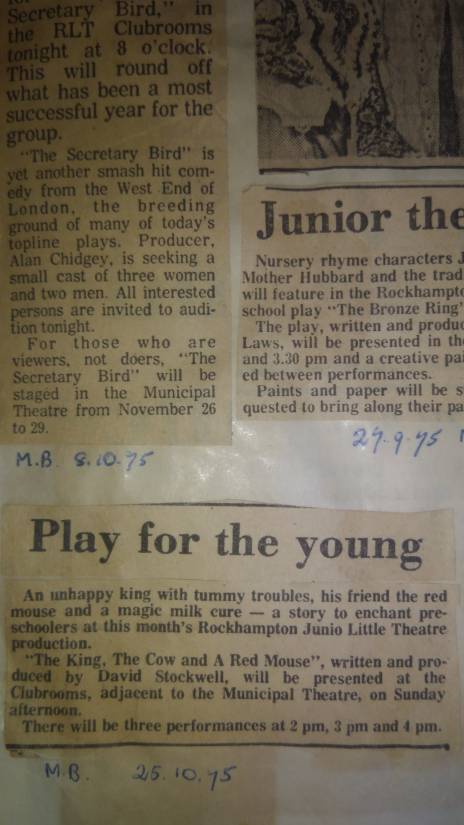 Secretary Bird," in
the RLT Clubrooms
tonight at 8 o'clock.
This will round off
what has been a most
successful year for the
group.
"The Secretary Bird" is
yet another smash hit com-
edy from the West End of
London, the breeding
ground of many of today's
topline plays. Producer,
Alan Chidgey, is seeking a
small cast of three women
and two men. All interested
persons are invited to audi-
tion tonight.
For those who are
viewers, not doers, "The
Secretary Bird" will be
staged in the Municipal
Theatre from November 26
to 29.
M.B. 8.10.75
Junior the
Nursery rhyme characters J
Mother Hubbard and the trad
will feature in the Rockhampto
school play "The Bronze Ring"
The play, written and produc
Laws, will be presented in the
and 3.30 pm and a creative pai
ed between performances.
Paints and paper will be s
quested to bring along their pa
27.9.75
Play for the young
An unhappy king with tummy troubles, his friend the red
mouse and a magic milk cure — a story to enchant pre-
schoolers at this month's Rockhampton Junio Little Theatre
production.
"The King, The Cow and A Red Mouse", written and pro-
duced by David Stockwell, will be presented at the
Clubrooms, adjacent to the Municipal Theatre, on Sunday
afternoon.
There will be three performances at 2 pm, 3 pm and 4 pm.
M.B. 25.10.75